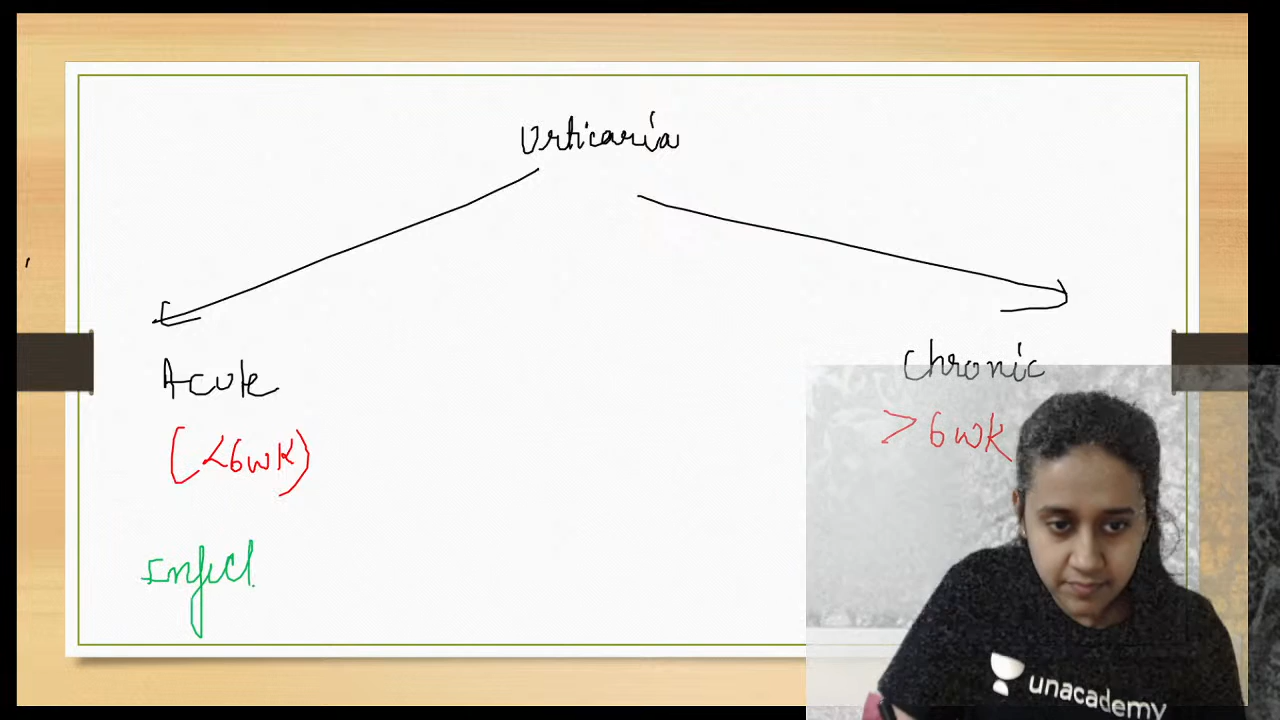 Urticaria
Acute
Chronic
(<6wk)
>6wk
Infect
unacademy